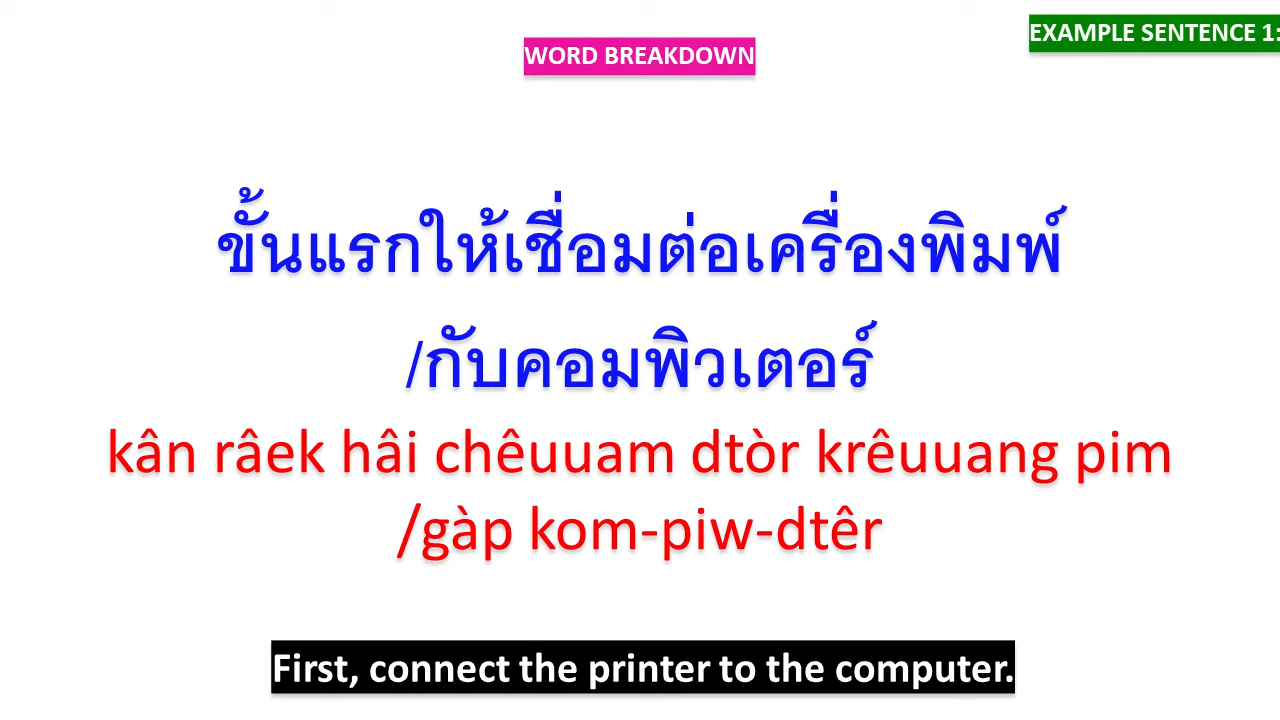 EXAMPLE SENTENCE 1:
WORD BREAKDOWN
ขั้นแรกให้เชื่อมต่อเครื่องพิมพ์
/กับคอมพิวเตอร์
kân râek hâi chêuuam dtòr krêuuang pim
/gàp kom-piw-dtêr
First, connect the printer to the computer.